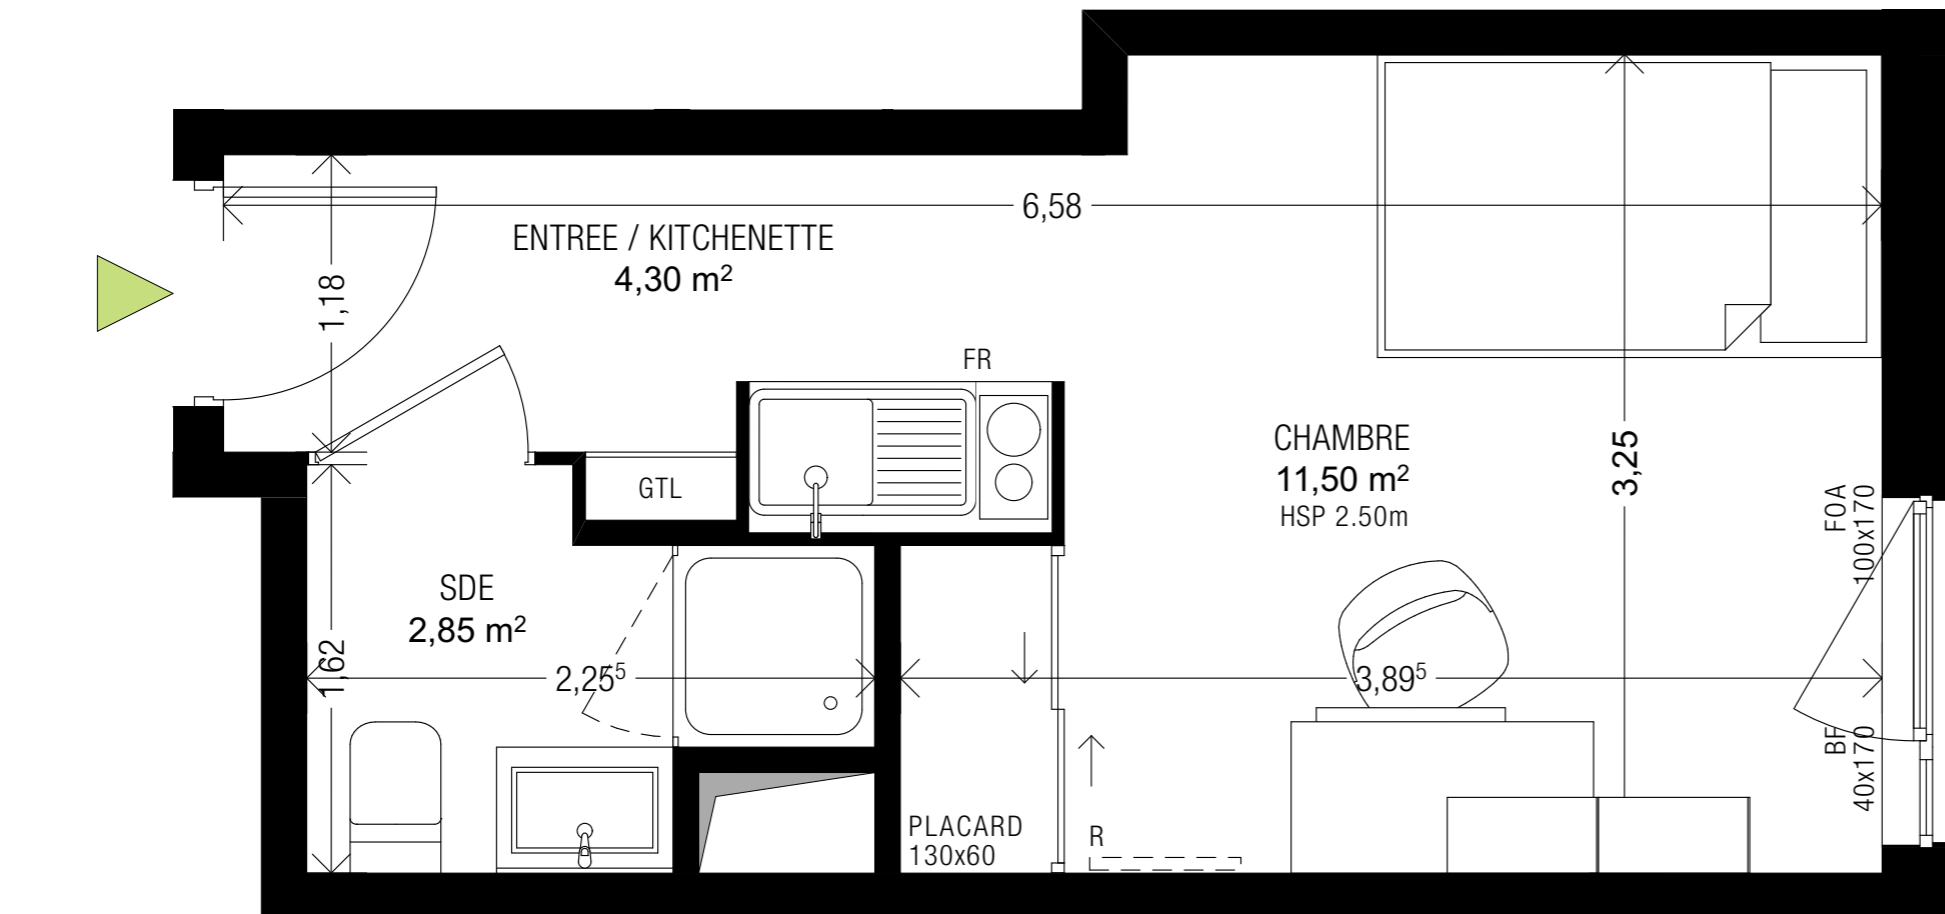 6,58
ENTREE / KITCHENETTE
4,30 m²
1,18
FR
CHAMBRE
11,50 m²
HSP 2.50m
3,25
GTL
FOA
100x170
SDE
2,85 m²
1,62
2,25⁵
3,89⁵
BF
40x170
PLACARD
130x60
R